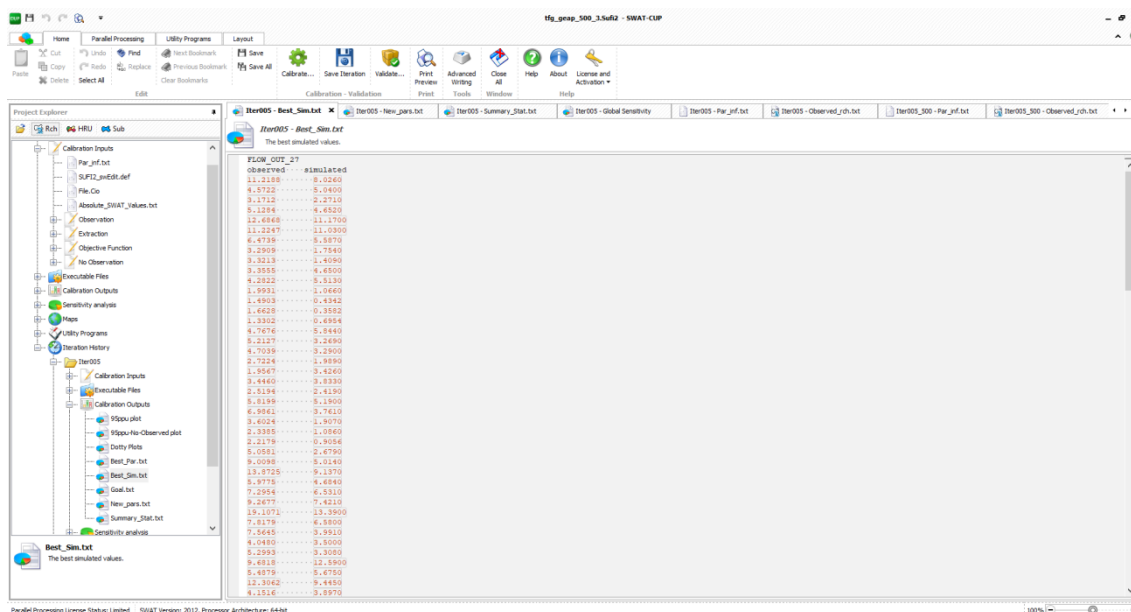 tfg_geap_500_3.Sufi2 - SWAT-CUP
Home Parallel Processing Utility Programs Layout
Paste
Cut
Copy
Delete
Undo
Redo
Select All
Find
Replace
Next Bookmark
Previous Bookmark
Clear Bookmarks
Edit
Save
Save All
Calibrate...
Save Iteration
Validate...
Calibration - Validation
Print Preview
Print
Advanced Writing
Tools
Close All
Window
Help
About
License and Activation
Help
Project Explorer
Rch HRU Sub
Calibration Inputs
Par_inf.txt
SUFI2_swEdit.def
File.Cio
Absolute_SWAT_Values.txt
Observation
Extraction
Objective Function
No Observation
Executable Files
Calibration Outputs
Sensitivity analysis
Maps
Utility Programs
Iteration History
Iter005
Calibration Inputs
Executable Files
Calibration Outputs
95ppu plot
95ppu-No-Observed plot
Dotty Plots
Best_Par.txt
Best_Sim.txt
Goal.txt
New_pars.txt
Summary_Stat.txt
Sensitivity analysis
Best_Sim.txt
The best simulated values.
Iter005 - Best_Sim.txt Iter005 - New_pars.txt Iter005 - Summary_Stat.txt Iter005 - Global Sensitivity Iter005 - Par_inf.txt Iter005 - Observed_rch.txt Iter005_500 - Par_inf.txt Iter005_500 - Observed_rch.txt
Iter005 - Best_Sim.txt
The best simulated values.
FLOW_OUT_27
observed simulated
11.2188 8.0260
4.5722 5.0400
3.1712 2.2710
5.1284 4.6520
12.6868 11.1700
11.2247 11.0300
6.4739 5.5870
3.2909 1.7540
3.3213 1.4090
3.3555 4.6500
4.2822 5.5130
1.9931 1.0660
1.4903 0.4342
1.6628 0.3582
1.3302 0.6954
4.7676 5.8440
5.2127 3.2690
4.7039 3.2900
2.7224 1.9890
1.9567 3.4260
3.4460 3.8330
2.5194 2.4190
5.8199 5.1900
6.9861 3.7610
3.6024 1.9070
2.3385 1.0560
2.2179 0.9056
5.0581 2.6790
9.0098 5.0140
13.8725 9.1370
5.9775 4.6840
7.2954 6.5310
9.2677 7.4210
19.1071 13.3900
7.8179 6.5800
7.5645 3.9910
4.0480 3.5000
5.2993 3.3080
9.6818 12.5900
5.4879 5.6750
12.3062 9.4450
4.1516 3.8970
Parallel Processing License Status: Limited SWAT Version: 2012, Processor Architecture: 64-bit 100%